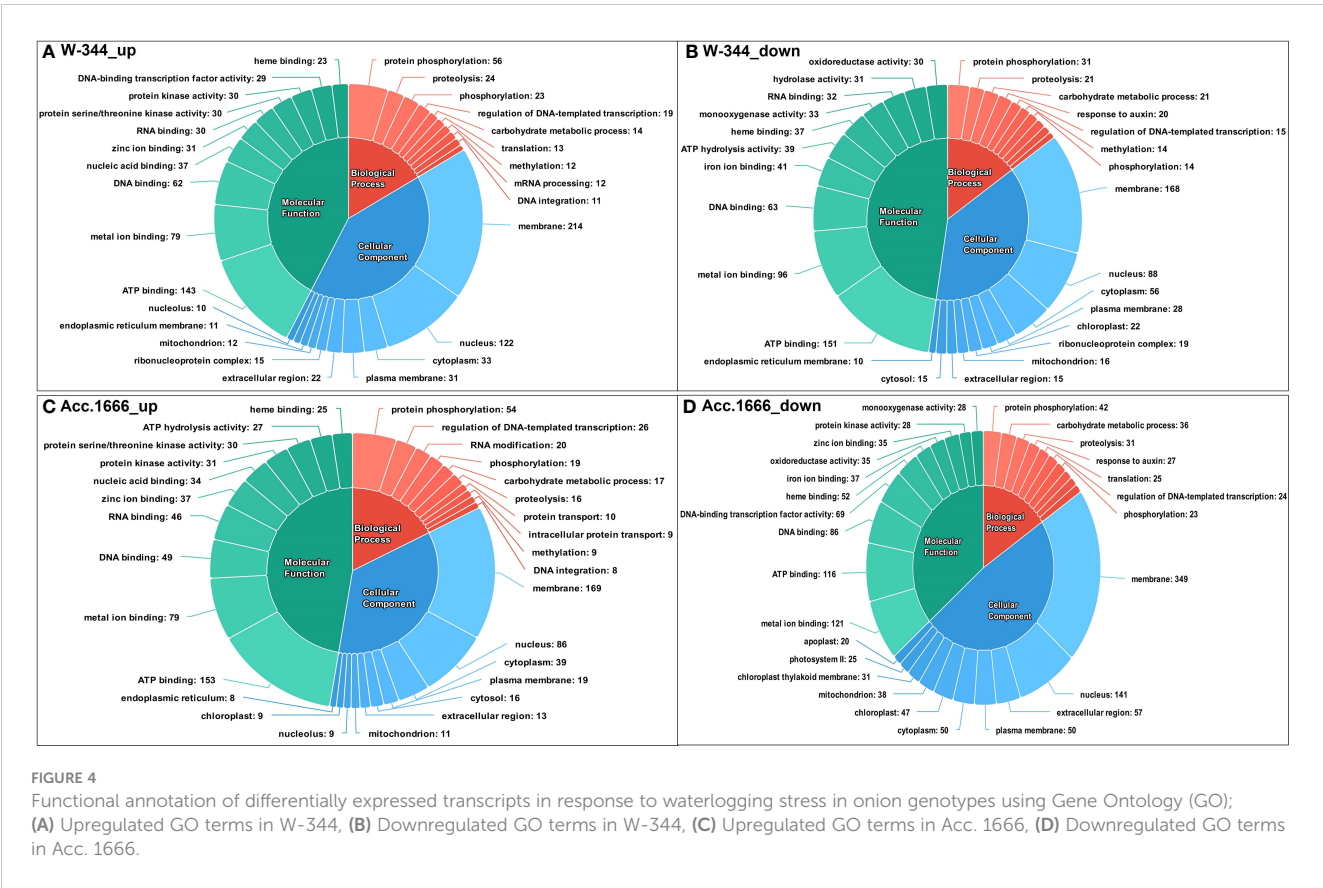 A W-344_up
heme binding: 23
protein phosphorylation: 56
DNA-binding transcription factor activity: 29
proteolysis: 24
protein kinase activity: 30
phosphorylation: 23
protein serine/threonine kinase activity: 30
regulation of DNA-templated transcription: 19
RNA binding: 30
carbohydrate metabolic process: 14
zinc ion binding: 31
translation: 13
nucleic acid binding: 37
methylation: 12
DNA binding: 62
mRNA processing: 12
DNA integration: 11
Biological
Process
Molecular
Function
membrane: 214
metal ion binding: 79
Cellular
Component
ATP binding: 143
nucleolus: 10
endoplasmic reticulum membrane: 11
mitochondrion: 12
nucleus: 122
ribonucleoprotein complex: 15
cytoplasm: 33
extracellular region: 22
plasma membrane: 31
B W-344_down
oxidoreductase activity: 30
protein phosphorylation: 31
hydrolase activity: 31
proteolysis: 21
RNA binding: 32
carbohydrate metabolic process: 21
monooxygenase activity: 33
response to auxin: 20
heme binding: 37
regulation of DNA-templated transcription: 15
ATP hydrolysis activity: 39
methylation: 14
iron ion binding: 41
phosphorylation: 14
Biological
Process
membrane: 168
DNA binding: 63
Molecular
Function
Cellular
Component
metal ion binding: 96
nucleus: 88
cytoplasm: 56
plasma membrane: 28
chloroplast: 22
ATP binding: 151
ribonucleoprotein complex: 19
endoplasmic reticulum membrane: 10
mitochondrion: 16
cytosol: 15
extracellular region: 15
C Acc.1666_up
heme binding: 25
protein phosphorylation: 54
ATP hydrolysis activity: 27
regulation of DNA-templated transcription: 26
protein serine/threonine kinase activity: 30
RNA modification: 20
protein kinase activity: 31
phosphorylation: 19
nucleic acid binding: 34
carbohydrate metabolic process: 17
zinc ion binding: 37
proteolysis: 16
RNA binding: 46
protein transport: 10
intracellular protein transport: 9
DNA binding: 49
methylation: 9
DNA integration: 8
Biological
Process
Molecular
Function
membrane: 169
Cellular
Component
metal ion binding: 79
nucleus: 86
cytoplasm: 39
ATP binding: 153
plasma membrane: 19
endoplasmic reticulum: 8
cytosol: 16
chloroplast: 9
extracellular region: 13
nucleolus: 9
mitochondrion: 11
D Acc.1666_down
monooxygenase activity: 28
protein phosphorylation: 42
protein kinase activity: 28
carbohydrate metabolic process: 36
zinc ion binding: 35
proteolysis: 31
oxidoreductase activity: 35
response to auxin: 27
iron ion binding: 37
translation: 25
heme binding: 52
regulation of DNA-templated transcription: 24
DNA-binding transcription factor activity: 69
phosphorylation: 23
DNA binding: 86
Biological
Process
Molecular
Function
ATP binding: 116
membrane: 349
Cellular
Component
metal ion binding: 121
apoplast: 20
photosystem II: 25
chloroplast thylakoid membrane: 31
mitochondrion: 38
nucleus: 141
chloroplast: 47
extracellular region: 57
cytoplasm: 50
plasma membrane: 50
FIGURE 4
Functional annotation of differentially expressed transcripts in response to waterlogging stress in onion genotypes using Gene Ontology (GO);
(A) Upregulated GO terms in W-344, (B) Downregulated GO terms in W-344, (C) Upregulated GO terms in Acc. 1666, (D) Downregulated GO terms
in Acc. 1666.